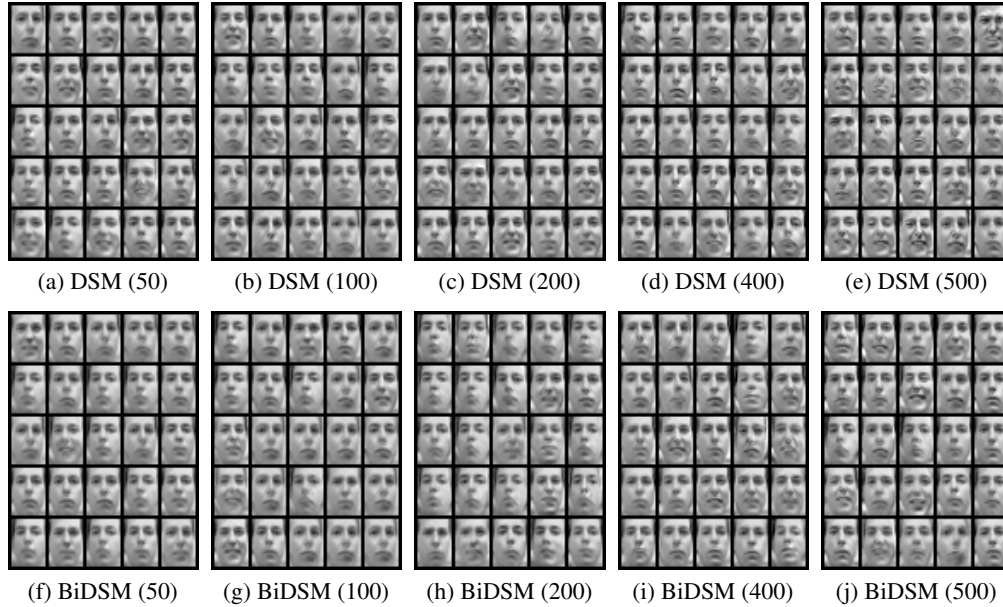 (a) DSM (50)
(b) DSM (100)
(c) DSM (200)
(d) DSM (400)
(e) DSM (500)
(f) BiDSM (50)
(g) BiDSM (100)
(h) BiDSM (200)
(i) BiDSM (400)
(j) BiDSM (500)